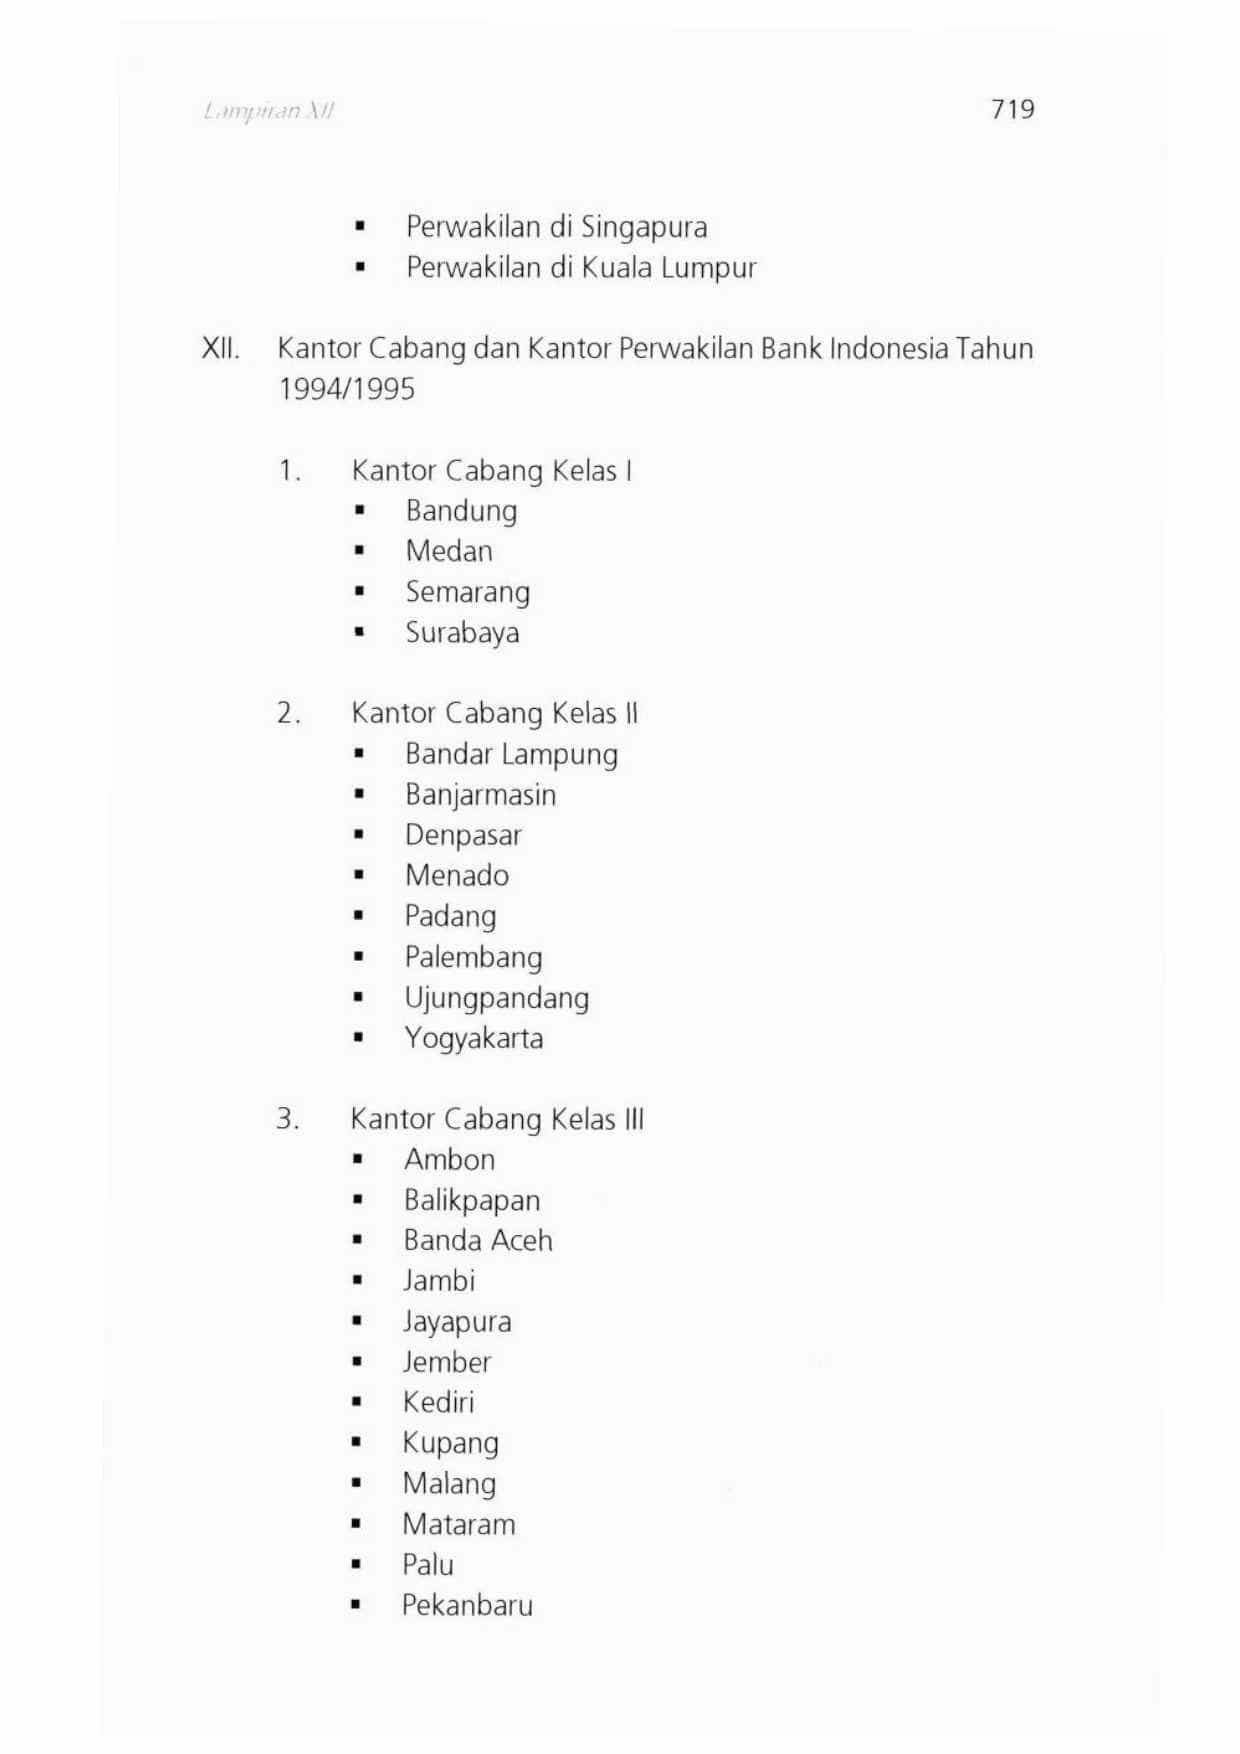 Lampiran XII
719
▪ Perwakilan di Singapura
▪ Perwakilan di Kuala Lumpur
XII. Kantor Cabang dan Kantor Perwakilan Bank Indonesia Tahun
1994/1995
1. Kantor Cabang Kelas I
▪ Bandung
▪ Medan
▪ Semarang
▪ Surabaya
2. Kantor Cabang Kelas II
▪ Bandar Lampung
▪ Banjarmasin
▪ Denpasar
▪ Menado
▪ Padang
▪ Palembang
▪ Ujungpandang
▪ Yogyakarta
3. Kantor Cabang Kelas III
▪ Ambon
▪ Balikpapan
▪ Banda Aceh
▪ Jambi
▪ Jayapura
▪ Jember
▪ Kediri
▪ Kupang
▪ Malang
▪ Mataram
▪ Palu
▪ Pekanbaru